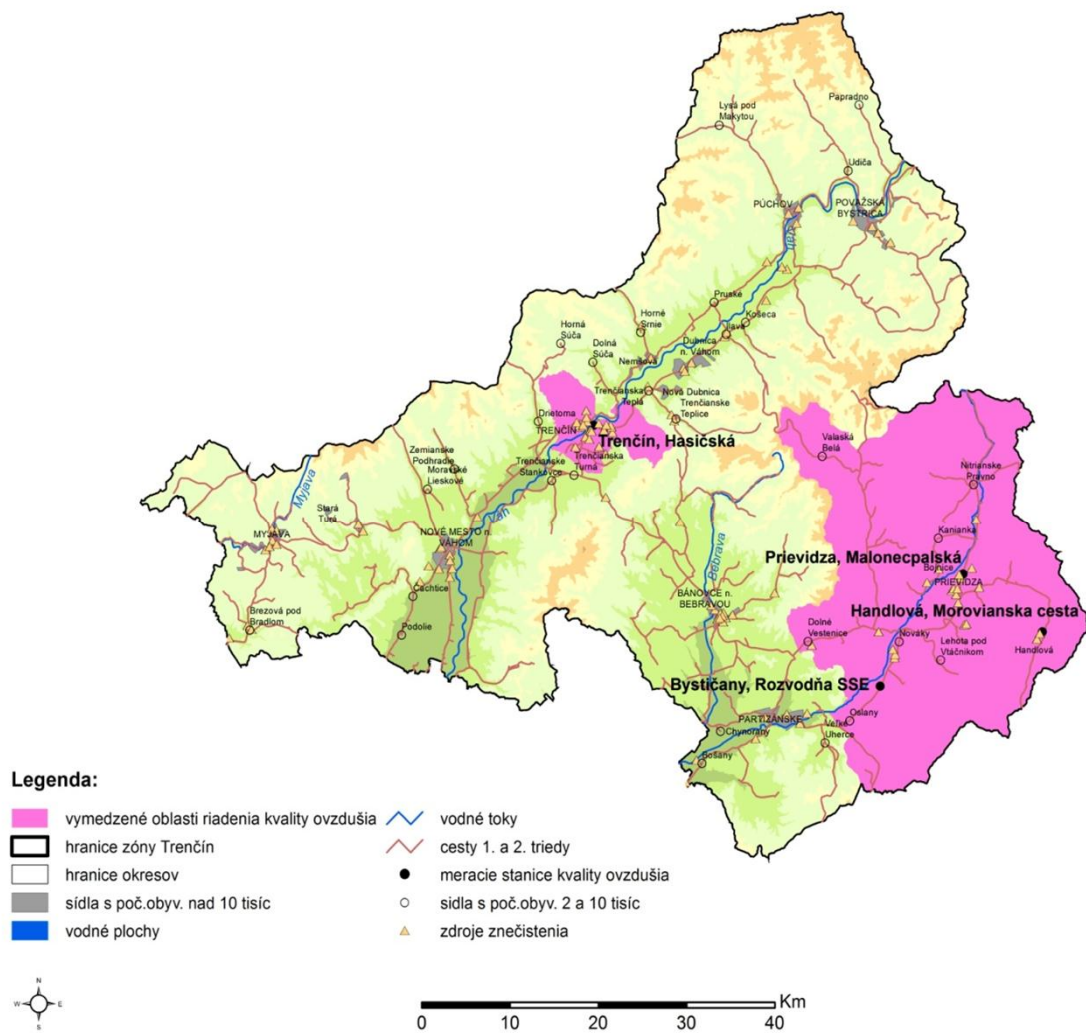 Papradno
Lysá pod
Makytou
Udiča
PÚCHOV
POVAŽSKÁ
BYSTRICA
Váh
Pruské
Košeca
Ilava
Horné
Srnie
Horná
Súča
Dolná
Súča
Dubnica
n. Váhom
Nemšová
Trenčianska
Teplá
Nová Dubnica
Trenčianske
Teplice
Drietoma
TRENČÍN
Trenčín, Hasičská
Trenčianska
Turná
Trenčianske
Stankovce
Valaská
Belá
Nitrianske
Pravno
Zemianske
Podhradie
Moravské
Lieskové
Myjava
Stará
Turá
Váh
MYJAVA
NOVÉ MESTO n.
VÁHOM
Bebrava
Kanianka
Prievidza, Malonecpalská
Bojnice
PRIEVIDZA
BÁNOVCE n.
BEBRAVOU
Čachtice
Brezová pod
Bradlom
Podolie
Handlová, Morovianska cesta
Dolné
Vestenice
Nováky
Lehota pod
Vtáčnikom
Handlová
Bystričany, Rozvodňa SSE
Oslany
PARTIZÁNSKE
Chynorany
Veľké
Uherce
Bošany
Legenda:
vymedzené oblasti riadenia kvality ovzdušia
hranice zóny Trenčín
hranice okresov
sídla s poč.obyv. nad 10 tisíc
vodné plochy
vodné toky
cesty 1. a 2. triedy
meracie stanice kvality ovzdušia
sidla s poč.obyv. 2 a 10 tisíc
zdroje znečistenia
N
W E
S
Km
0 10 20 30 40